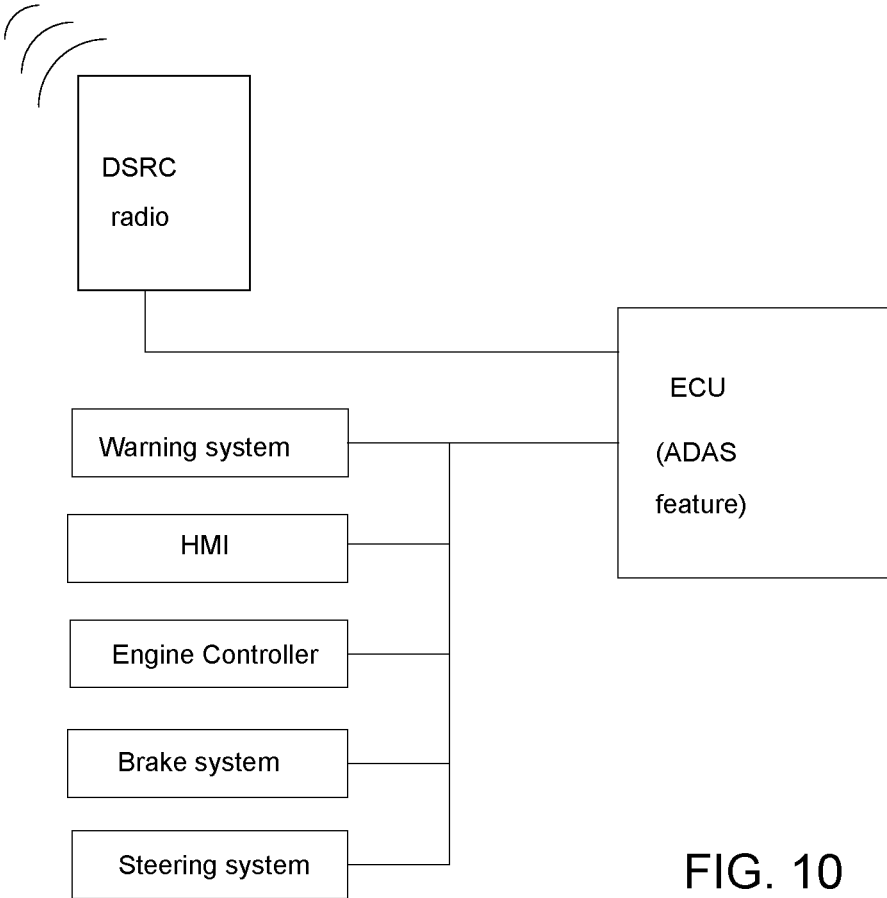 DSRC
radio
ECU
(ADAS
feature)
Warning system
HMI
Engine Controller
Brake system
Steering system
FIG. 10